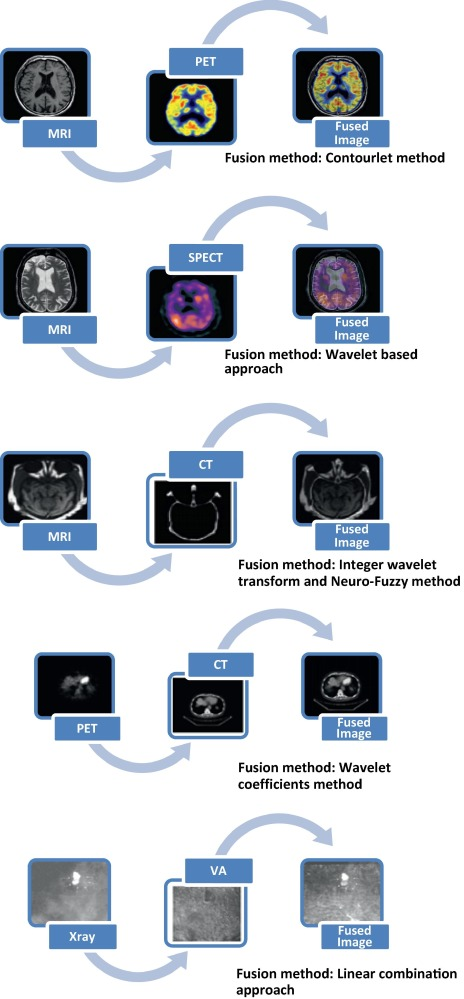 PET
MRI
Fused
Image
Fusion method: Contourlet method
SPECT
MRI
Fused
Image
Fusion method: Wavelet based
approach
CT
MRI
Fused
Image
Fusion method: Integer wavelet
transform and Neuro-Fuzzy method
CT
PET
Fused
Image
Fusion method: Wavelet
coefficients method
VA
Xray
Fused
Image
Fusion method: Linear combination
approach